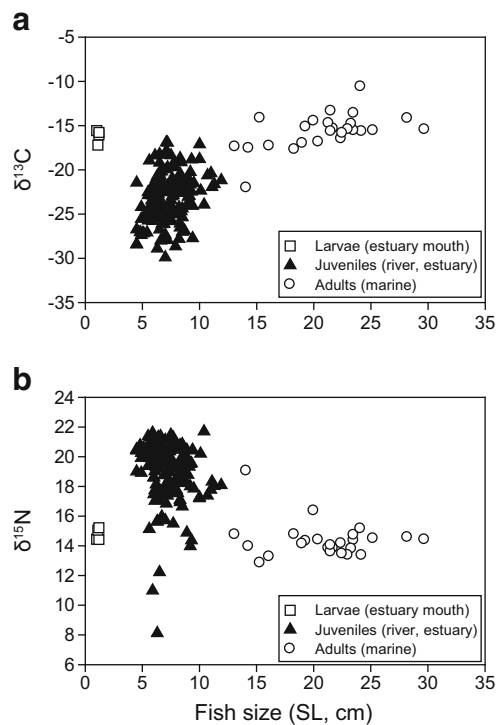 a
-5
-10
-15
-20
-25
-30
-35
δ13C
Larvae (estuary mouth)
Juveniles (river, estuary)
Adults (marine)
0 5 10 15 20 25 30 35
b
24
22
20
18
16
14
12
10
8
6
δ15N
Larvae (estuary mouth)
Juveniles (river, estuary)
Adults (marine)
0 5 10 15 20 25 30 35
Fish size (SL, cm)